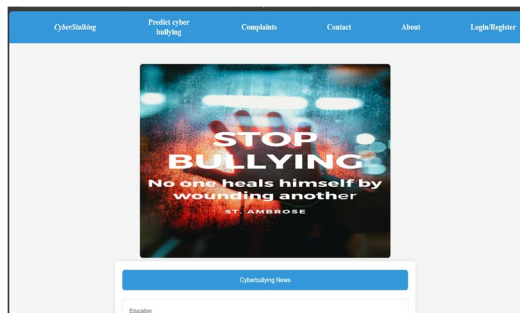 CyberStalking
Predict cyber
bullying
Complaints
Contact
About
Login/Register
STOP
BULLYING
No one heals himself by
wounding another
ST. AMBROSE
Cyberbullying News
Education